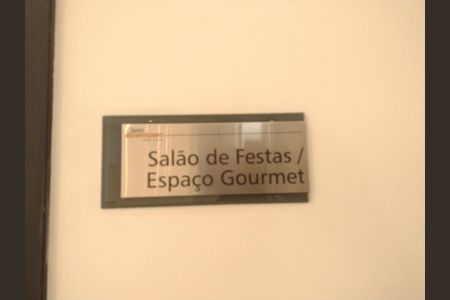 Salão de Festas /
Espaço Gourmet